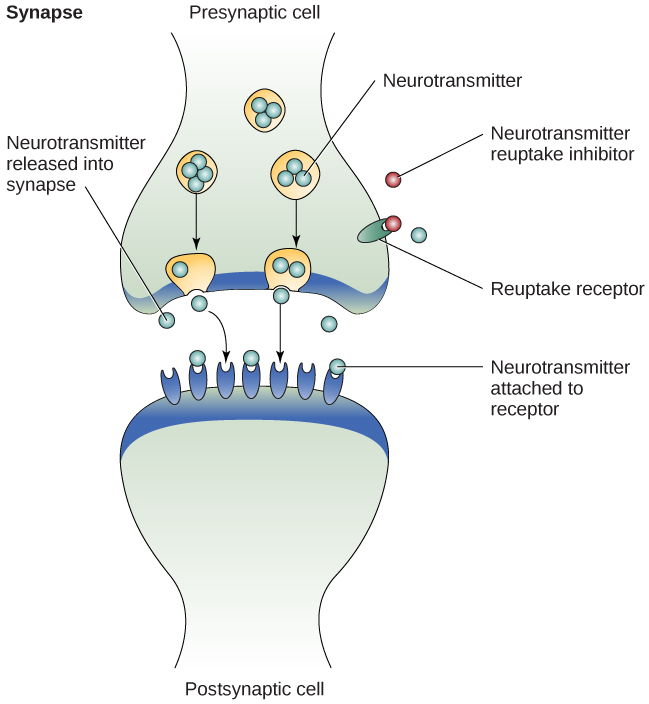 Synapse
Presynaptic cell
Neurotransmitter
Neurotransmitter
reuptake inhibitor
Neurotransmitter
released into
synapse
Reuptake receptor
Neurotransmitter
attached to
receptor
Postsynaptic cell